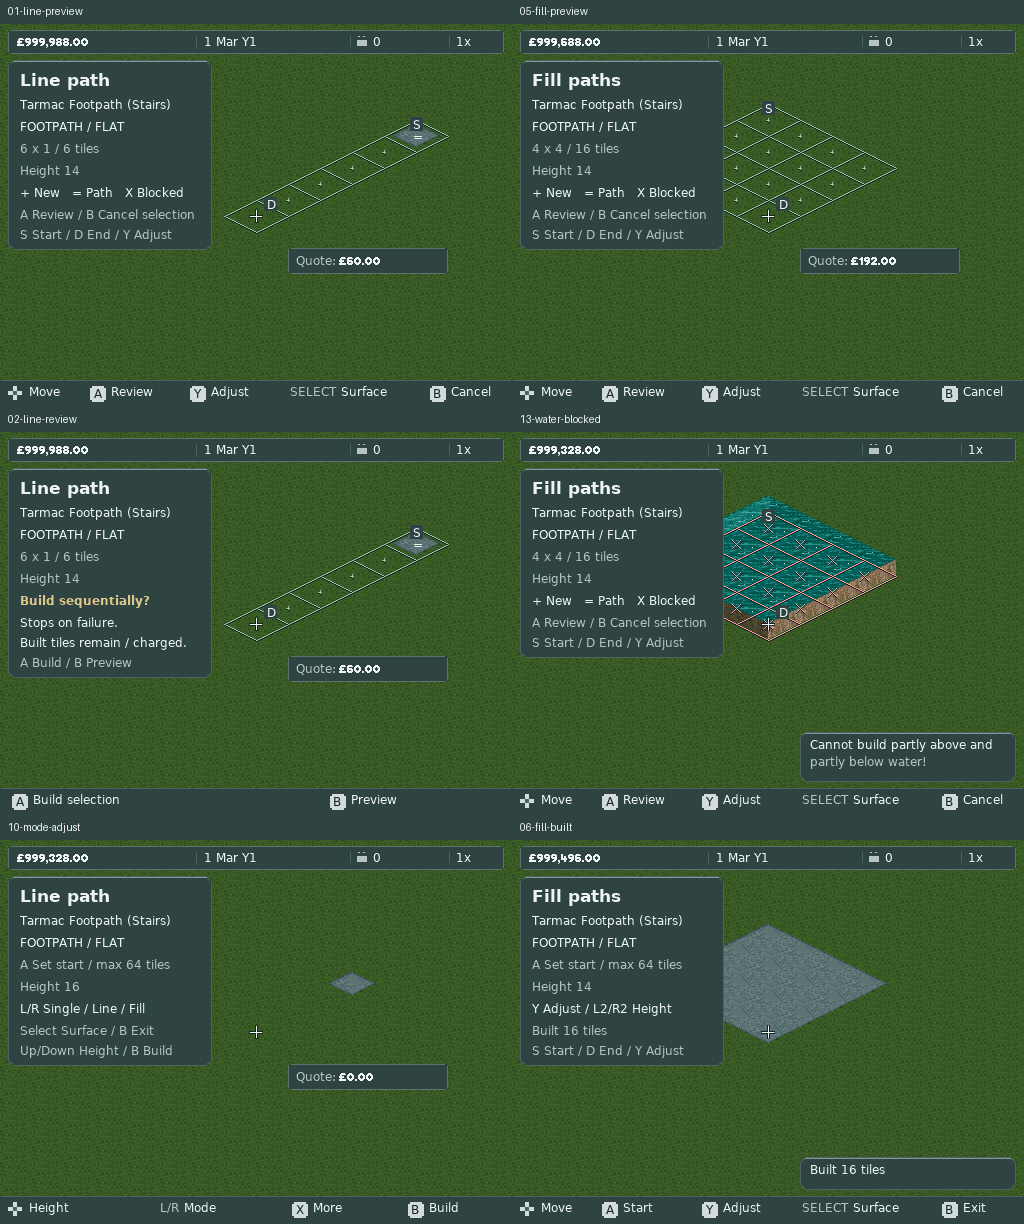 01-line-preview
£999,988.00 1 Mar Y1 0 1x
Line path
Tarmac Footpath (Stairs)
FOOTPATH / FLAT
6 x 1 / 6 tiles
Height 14
+ New = Path X Blocked
A Review / B Cancel selection
S Start / D End / Y Adjust
S
=
D
Quote: £60.00
Move A Review Y Adjust SELECT Surface B Cancel
05-fill-preview
£999,688.00 1 Mar Y1 0 1x
Fill paths
Tarmac Footpath (Stairs)
FOOTPATH / FLAT
4 x 4 / 16 tiles
Height 14
+ New = Path X Blocked
A Review / B Cancel selection
S Start / D End / Y Adjust
S
D
Quote: £192.00
Move A Review Y Adjust SELECT Surface B Cancel
02-line-review
£999,988.00 1 Mar Y1 0 1x
Line path
Tarmac Footpath (Stairs)
FOOTPATH / FLAT
6 x 1 / 6 tiles
Height 14
Build sequentially?
Stops on failure.
Built tiles remain / charged.
A Build / B Preview
S
=
D
Quote: £60.00
A Build selection B Preview
13-water-blocked
£999,328.00 1 Mar Y1 0 1x
Fill paths
Tarmac Footpath (Stairs)
FOOTPATH / FLAT
4 x 4 / 16 tiles
Height 14
+ New = Path X Blocked
A Review / B Cancel selection
S Start / D End / Y Adjust
S
D
Cannot build partly above and
partly below water!
Move A Review Y Adjust SELECT Surface B Cancel
10-mode-adjust
£999,328.00 1 Mar Y1 0 1x
Line path
Tarmac Footpath (Stairs)
FOOTPATH / FLAT
A Set start / max 64 tiles
Height 16
L/R Single / Line / Fill
Select Surface / B Exit
Up/Down Height / B Build
Quote: £0.00
Height L/R Mode X More B Build
06-fill-built
£999,496.00 1 Mar Y1 0 1x
Fill paths
Tarmac Footpath (Stairs)
FOOTPATH / FLAT
A Set start / max 64 tiles
Height 14
Y Adjust / L2/R2 Height
Built 16 tiles
S Start / D End / Y Adjust
Built 16 tiles
Move A Start Y Adjust SELECT Surface B Exit